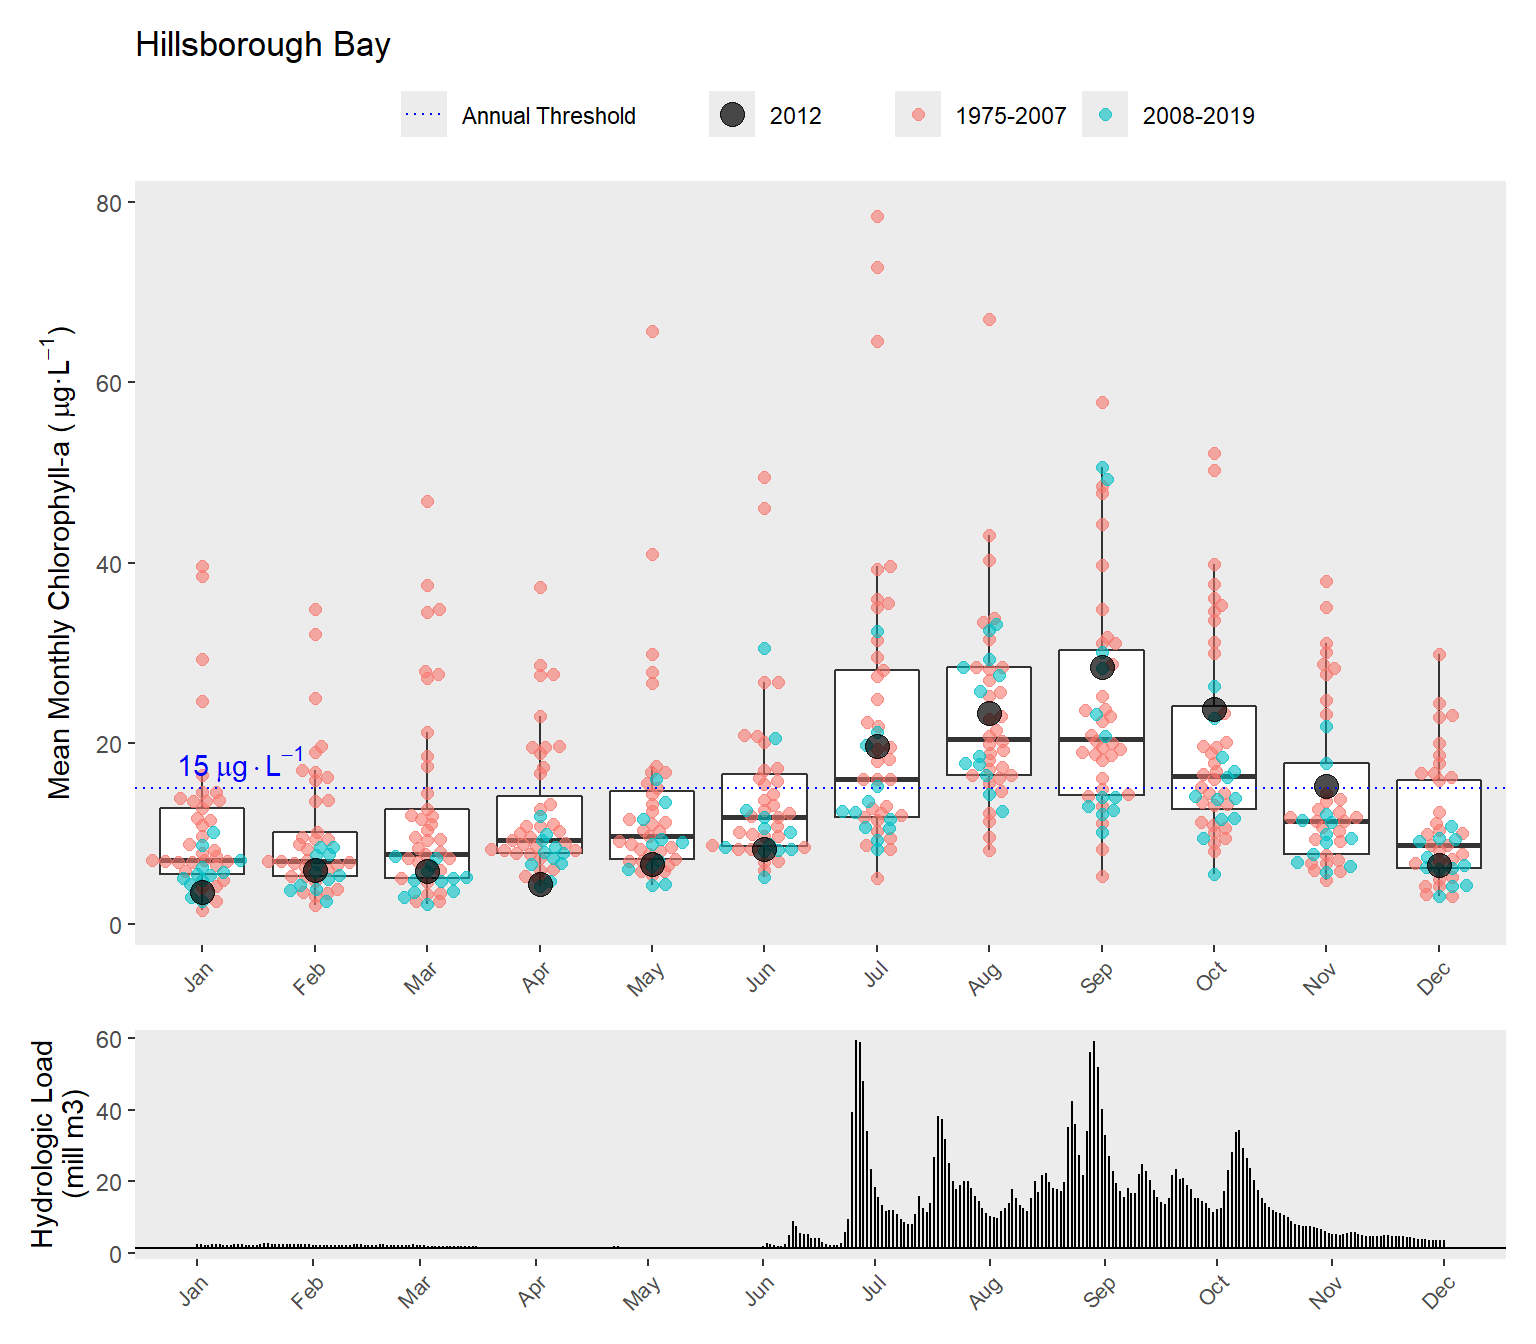 Hillsborough Bay
Annual Threshold 2012 1975-2007 2008-2019
Mean Monthly Chlorophyll-a ( μg·L⁻¹)
80
60
40
20
0
15 μg·L⁻¹
Jan Feb Mar Apr May Jun Jul Aug Sep Oct Nov Dec
Hydrologic Load
(mill m3)
60
40
20
0
Jan Feb Mar Apr May Jun Jul Aug Sep Oct Nov Dec